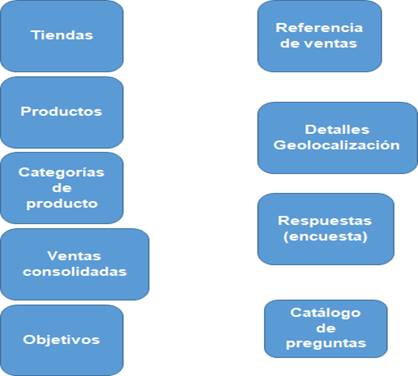 Tiendas
Productos
Categorías
de
producto
Ventas
consolidadas
Objetivos
Referencia
de ventas
Detalles
Geolocalización
Respuestas
(encuesta)
Catálogo
de
preguntas